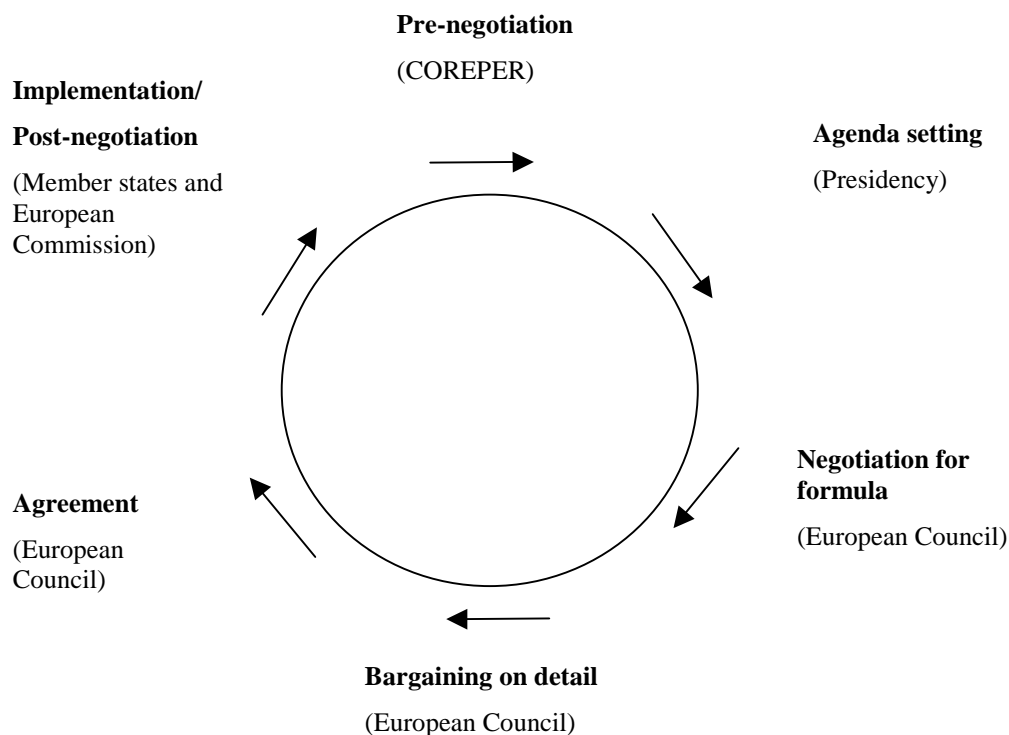 Pre-negotiation
(COREPER)
Agenda setting
(Presidency)
Negotiation for
formula
(European Council)
Bargaining on detail
(European Council)
Agreement
(European
Council)
Implementation/
Post-negotiation
(Member states and
European
Commission)